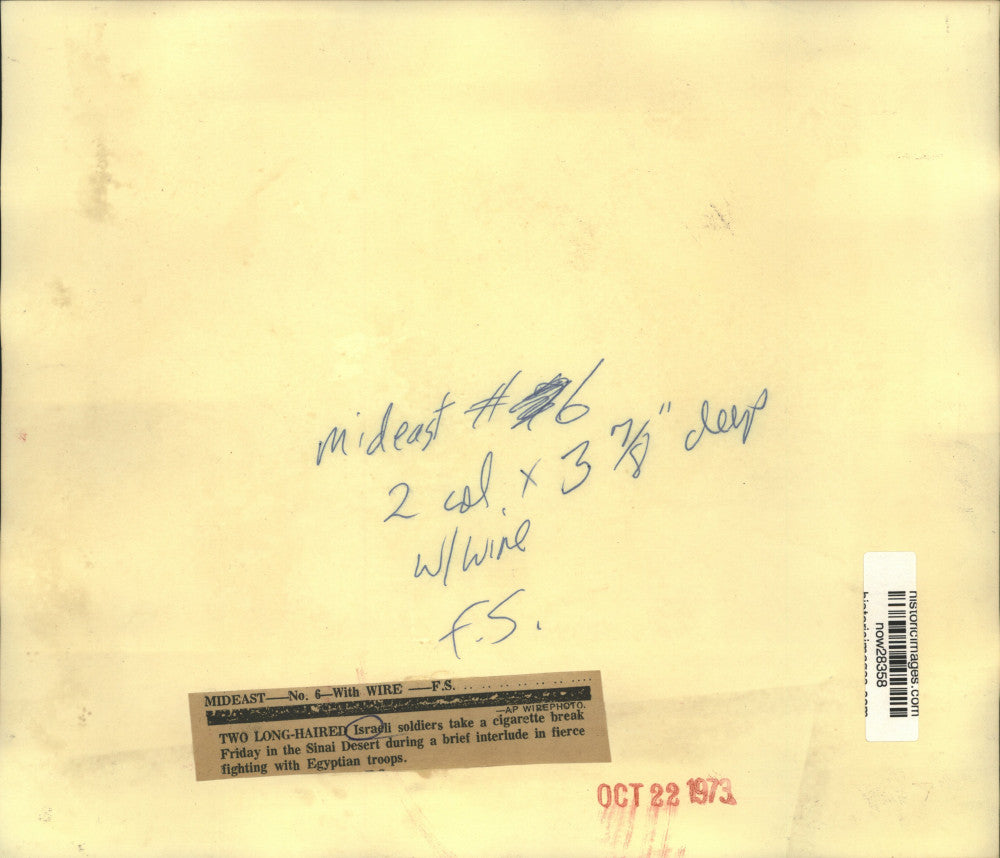 mideast # 6
2 col. x 3 7/8" deep
w/wire
F.S.
MIDEAST—No. 6—With WIRE —F.S. . . . . . . . . . . . .
—AP WIREPHOTO.
TWO LONG-HAIRED Israeli soldiers take a cigarette break
Friday in the Sinai Desert during a brief interlude in fierce
fighting with Egyptian troops.
OCT 22 1973
historicimages.com
now28358
historicimages.com